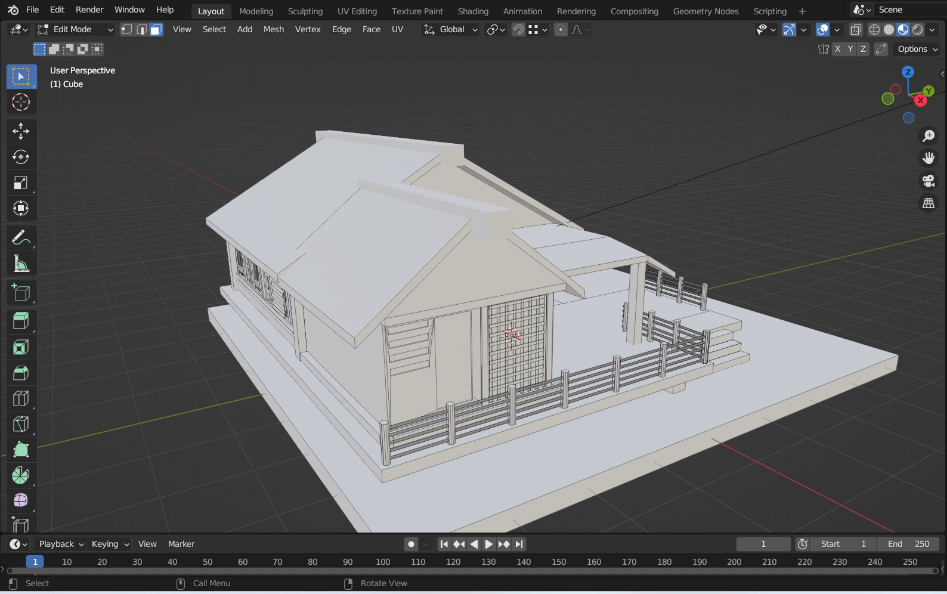 File Edit Render Window Help Layout Modeling Sculpting UV Editing Texture Paint Shading Animation Rendering Compositing Geometry Nodes Scripting + Scene
Edit Mode View Select Add Mesh Vertex Edge Face UV Global
X Y Z Options
User Perspective
(1) Cube
Z
Y
X
Playback Keying View Marker 1 Start 1 End 250
1 10 20 30 40 50 60 70 80 90 100 110 120 130 140 150 160 170 180 190 200 210 220 230 240 250
Select Call Menu Rotate View